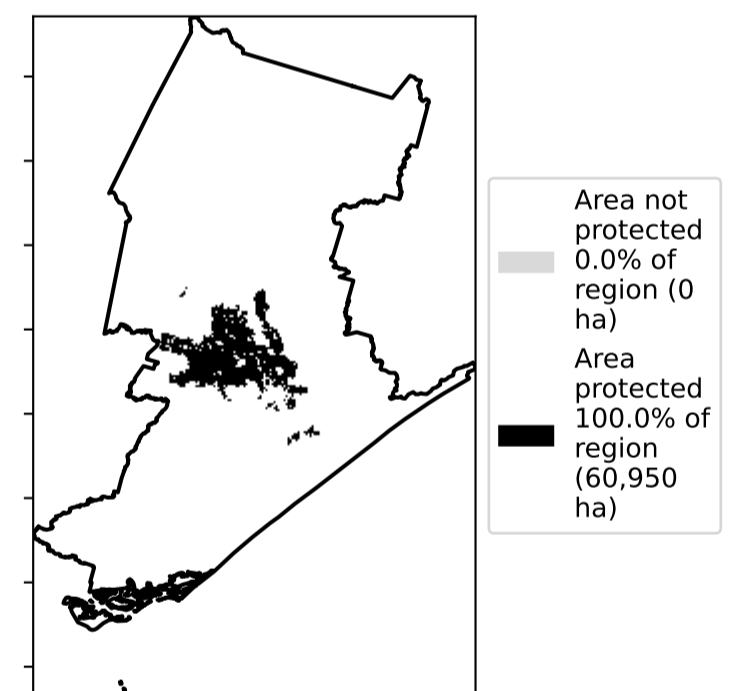 Area not
protected
0.0% of
region (0
ha)
Area
protected
100.0% of
region
(60,950
ha)